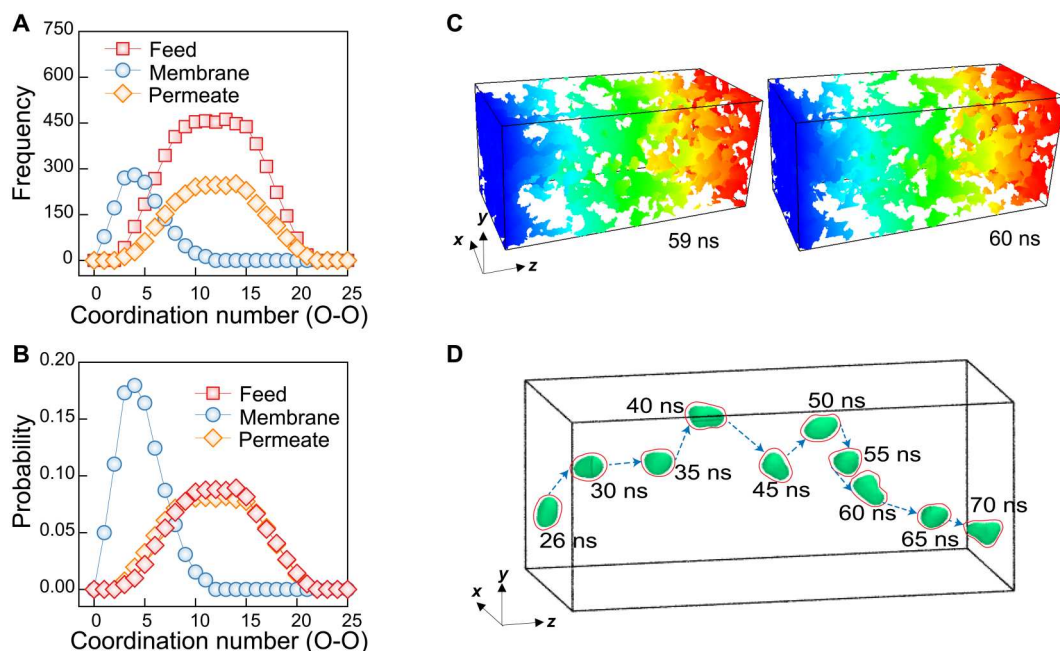 A
750
600
450
300
150
0
Frequency
Feed
Membrane
Permeate
0 5 10 15 20 25
Coordination number (O-O)
B
0.20
0.15
0.10
0.05
0.00
Probability
Feed
Membrane
Permeate
0 5 10 15 20 25
Coordination number (O-O)
C
59 ns
60 ns
y
x
z
D
26 ns
30 ns
35 ns
40 ns
45 ns
50 ns
55 ns
60 ns
65 ns
70 ns
y
x
z